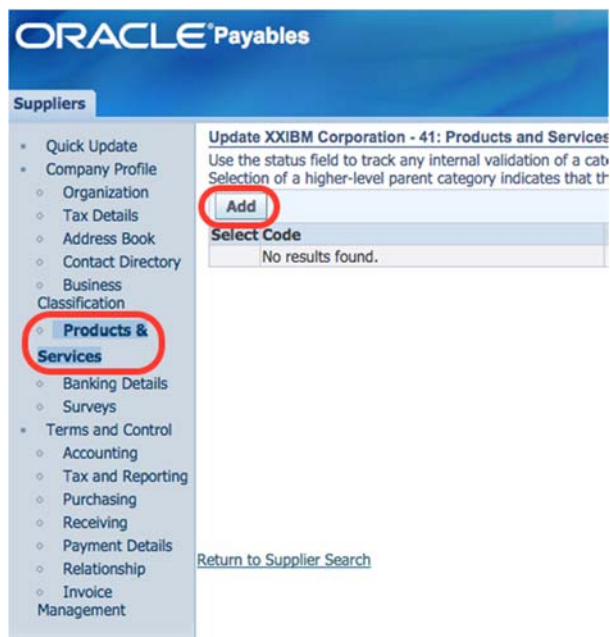 ORACLE® Payables
Suppliers
Quick Update
Company Profile
Organization
Tax Details
Address Book
Contact Directory
Business
Classification
Products &
Services
Banking Details
Surveys
Terms and Control
Accounting
Tax and Reporting
Purchasing
Receiving
Payment Details
Relationship
Invoice
Management
Update XXIBM Corporation - 41: Products and Services
Use the status field to track any internal validation of a
Selection of a higher-level parent category indicates that
Add
Select Code
No results found.
Return to Supplier Search